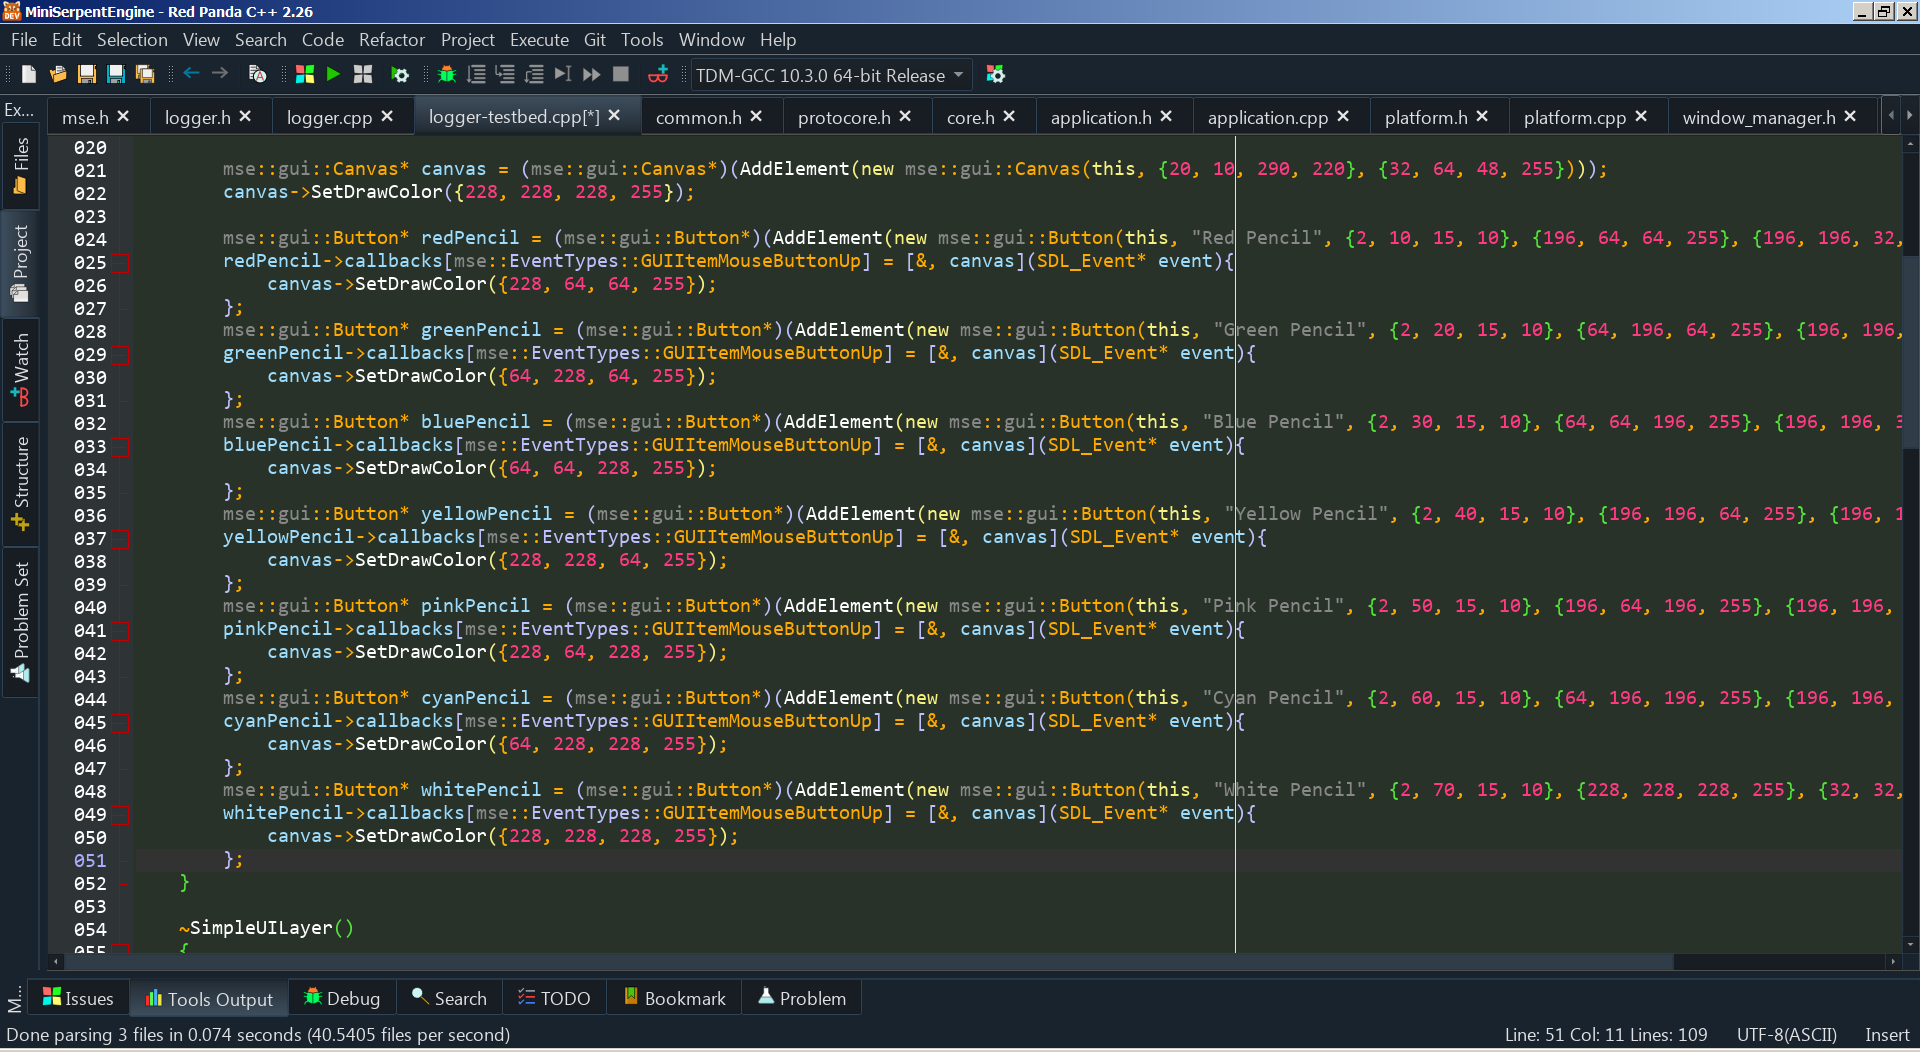 MiniSerpentEngine - Red Panda C++ 2.26
File Edit Selection View Search Code Refactor Project Execute Git Tools Window Help
TDM-GCC 10.3.0 64-bit Release
Ex...
mse.h logger.h logger.cpp logger-testbed.cpp[*] common.h protocore.h core.h application.h application.cpp platform.h platform.cpp window_manager.h
Files
Project
Watch
Structure
Problem Set
020
021 mse::gui::Canvas* canvas = (mse::gui::Canvas*)(AddElement(new mse::gui::Canvas(this, {20, 10, 290, 220}, {32, 64, 48, 255})));
022 canvas->SetDrawColor({228, 228, 228, 255});
023
024 mse::gui::Button* redPencil = (mse::gui::Button*)(AddElement(new mse::gui::Button(this, "Red Pencil", {2, 10, 15, 10}, {196, 64, 64, 255}, {196, 196, 32,
025 redPencil->callbacks[mse::EventTypes::GUIItemMouseButtonUp] = [&, canvas](SDL_Event* event){
026 canvas->SetDrawColor({228, 64, 64, 255});
027 };
028 mse::gui::Button* greenPencil = (mse::gui::Button*)(AddElement(new mse::gui::Button(this, "Green Pencil", {2, 20, 15, 10}, {64, 196, 64, 255}, {196, 196,
029 greenPencil->callbacks[mse::EventTypes::GUIItemMouseButtonUp] = [&, canvas](SDL_Event* event){
030 canvas->SetDrawColor({64, 228, 64, 255});
031 };
032 mse::gui::Button* bluePencil = (mse::gui::Button*)(AddElement(new mse::gui::Button(this, "Blue Pencil", {2, 30, 15, 10}, {64, 64, 196, 255}, {196, 196, 3
033 bluePencil->callbacks[mse::EventTypes::GUIItemMouseButtonUp] = [&, canvas](SDL_Event* event){
034 canvas->SetDrawColor({64, 64, 228, 255});
035 };
036 mse::gui::Button* yellowPencil = (mse::gui::Button*)(AddElement(new mse::gui::Button(this, "Yellow Pencil", {2, 40, 15, 10}, {196, 196, 64, 255}, {196, 1
037 yellowPencil->callbacks[mse::EventTypes::GUIItemMouseButtonUp] = [&, canvas](SDL_Event* event){
038 canvas->SetDrawColor({228, 228, 64, 255});
039 };
040 mse::gui::Button* pinkPencil = (mse::gui::Button*)(AddElement(new mse::gui::Button(this, "Pink Pencil", {2, 50, 15, 10}, {196, 64, 196, 255}, {196, 196,
041 pinkPencil->callbacks[mse::EventTypes::GUIItemMouseButtonUp] = [&, canvas](SDL_Event* event){
042 canvas->SetDrawColor({228, 64, 228, 255});
043 };
044 mse::gui::Button* cyanPencil = (mse::gui::Button*)(AddElement(new mse::gui::Button(this, "Cyan Pencil", {2, 60, 15, 10}, {64, 196, 196, 255}, {196, 196,
045 cyanPencil->callbacks[mse::EventTypes::GUIItemMouseButtonUp] = [&, canvas](SDL_Event* event){
046 canvas->SetDrawColor({64, 228, 228, 255});
047 };
048 mse::gui::Button* whitePencil = (mse::gui::Button*)(AddElement(new mse::gui::Button(this, "White Pencil", {2, 70, 15, 10}, {228, 228, 228, 255}, {32, 32,
049 whitePencil->callbacks[mse::EventTypes::GUIItemMouseButtonUp] = [&, canvas](SDL_Event* event){
050 canvas->SetDrawColor({228, 228, 228, 255});
051 };
052 }
053
054 ~SimpleUILayer()
055 {
M... Issues Tools Output Debug Search TODO Bookmark Problem
Done parsing 3 files in 0.074 seconds (40.5405 files per second) Line: 51 Col: 11 Lines: 109 UTF-8(ASCII) Insert